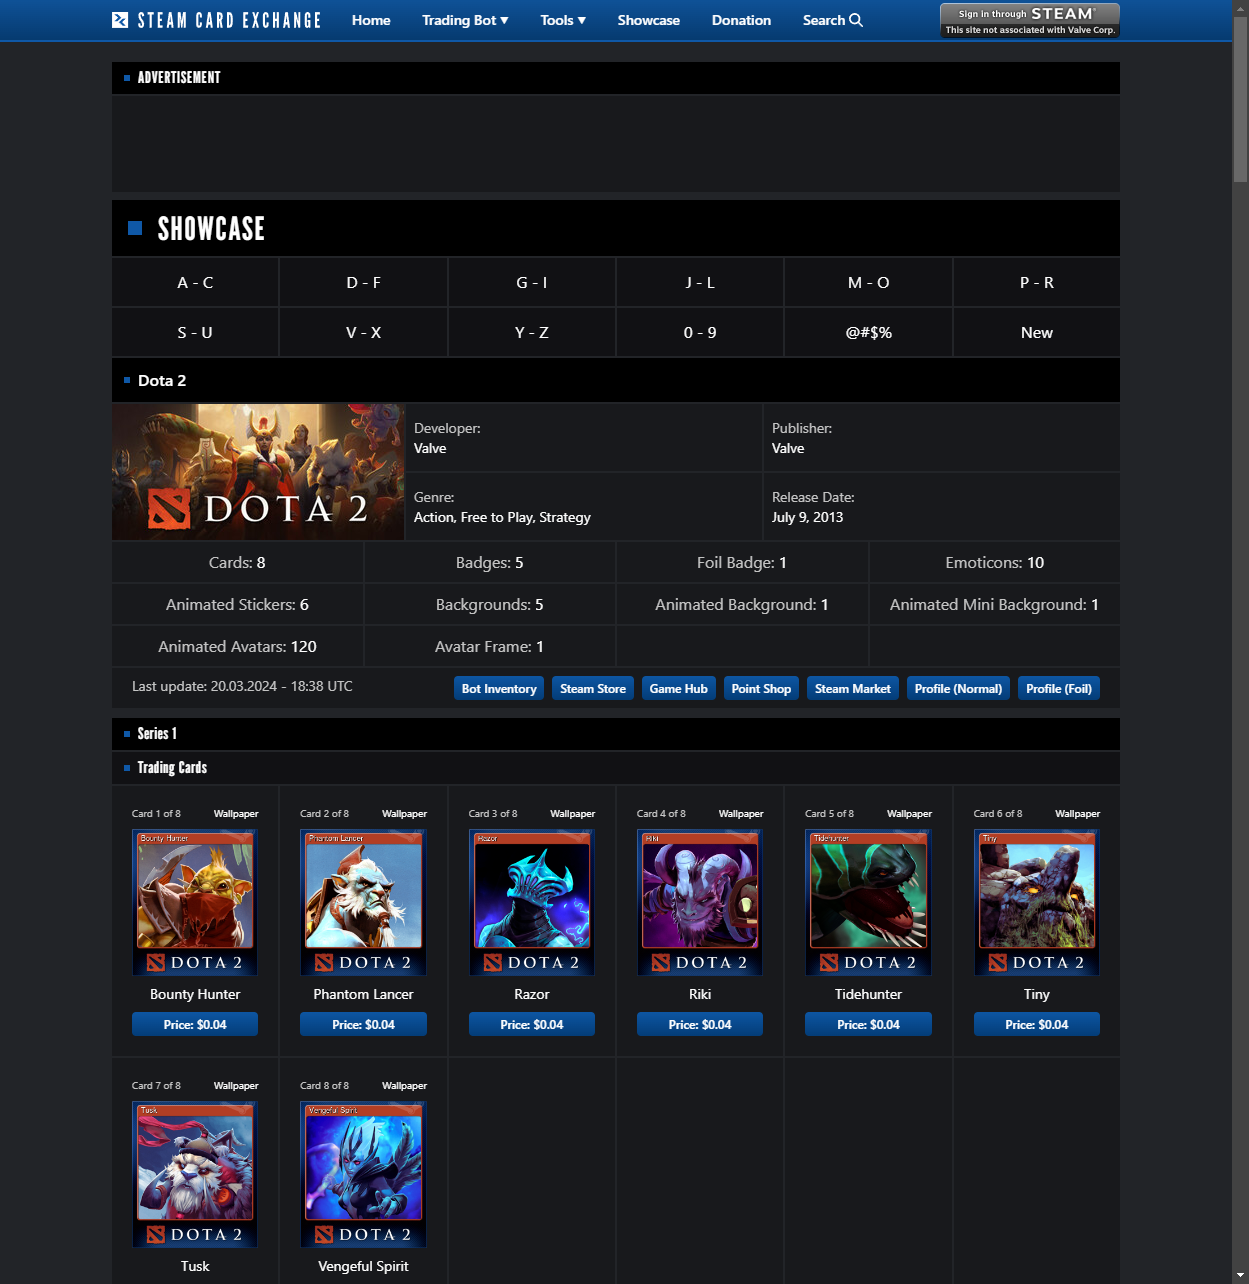 STEAM CARD EXCHANGE Home Trading Bot ▼ Tools ▼ Showcase Donation Search
Sign in through STEAM®
This site not associated with Valve Corp.
ADVERTISEMENT
SHOWCASE
A - C D - F G - I J - L M - O P - R
S - U V - X Y - Z 0 - 9 @#$% New
Dota 2
DOTA 2
Developer:
Valve
Publisher:
Valve
Genre:
Action, Free to Play, Strategy
Release Date:
July 9, 2013
Cards: 8 Badges: 5 Foil Badge: 1 Emoticons: 10
Animated Stickers: 6 Backgrounds: 5 Animated Background: 1 Animated Mini Background: 1
Animated Avatars: 120 Avatar Frame: 1
Last update: 20.03.2024 - 18:38 UTC Bot Inventory Steam Store Game Hub Point Shop Steam Market Profile (Normal) Profile (Foil)
Series 1
Trading Cards
Card 1 of 8 Wallpaper Card 2 of 8 Wallpaper Card 3 of 8 Wallpaper Card 4 of 8 Wallpaper Card 5 of 8 Wallpaper Card 6 of 8 Wallpaper
Bounty Hunter Phantom Lancer Razor Riki Tidehunter Tiny
DOTA 2 DOTA 2 DOTA 2 DOTA 2 DOTA 2 DOTA 2
Bounty Hunter Phantom Lancer Razor Riki Tidehunter Tiny
Price: $0.04 Price: $0.04 Price: $0.04 Price: $0.04 Price: $0.04 Price: $0.04
Card 7 of 8 Wallpaper Card 8 of 8 Wallpaper
Tusk Vengeful Spirit
DOTA 2 DOTA 2
Tusk Vengeful Spirit